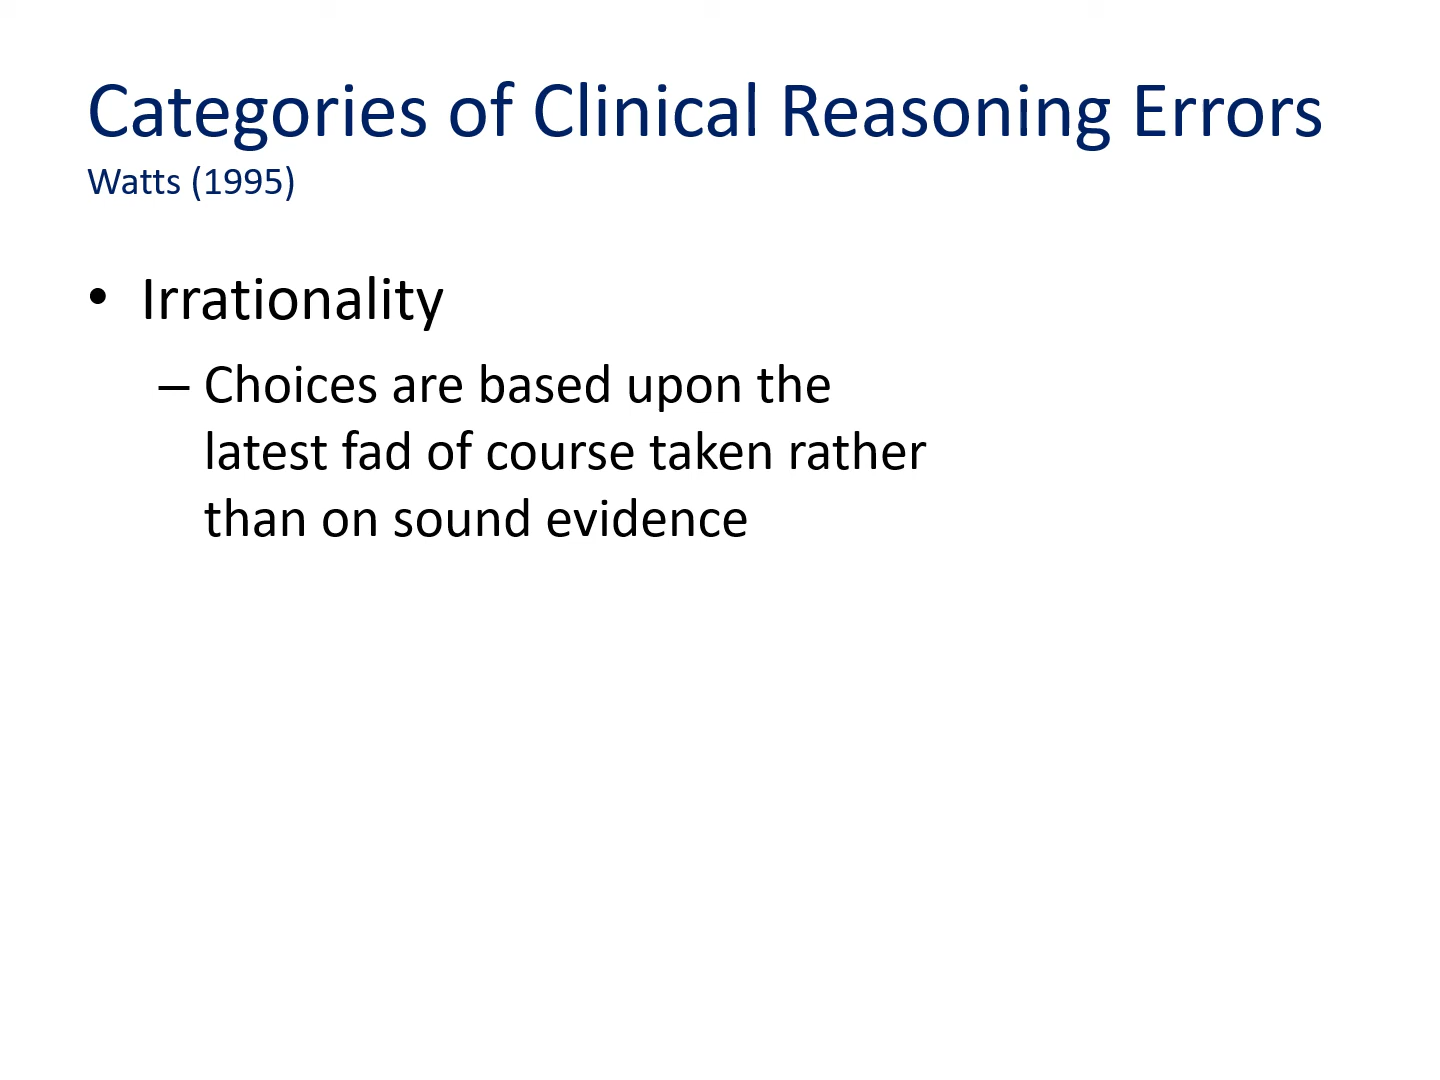 Categories of Clinical Reasoning Errors
Watts (1995)
• Irrationality
– Choices are based upon the
latest fad of course taken rather
than on sound evidence